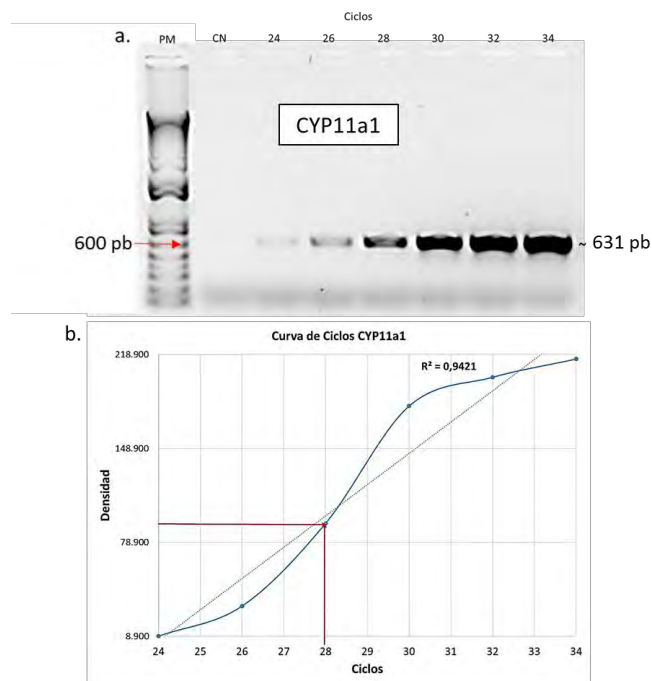 Ciclos
a.
PM CN 24 26 28 30 32 34
CYP11a1
600 pb
~ 631 pb
b.
Curva de Ciclos CYP11a1
R² = 0,9421
218.900
148.900
78.900
8.900
Densidad
24 25 26 27 28 29 30 31 32 33 34
Ciclos